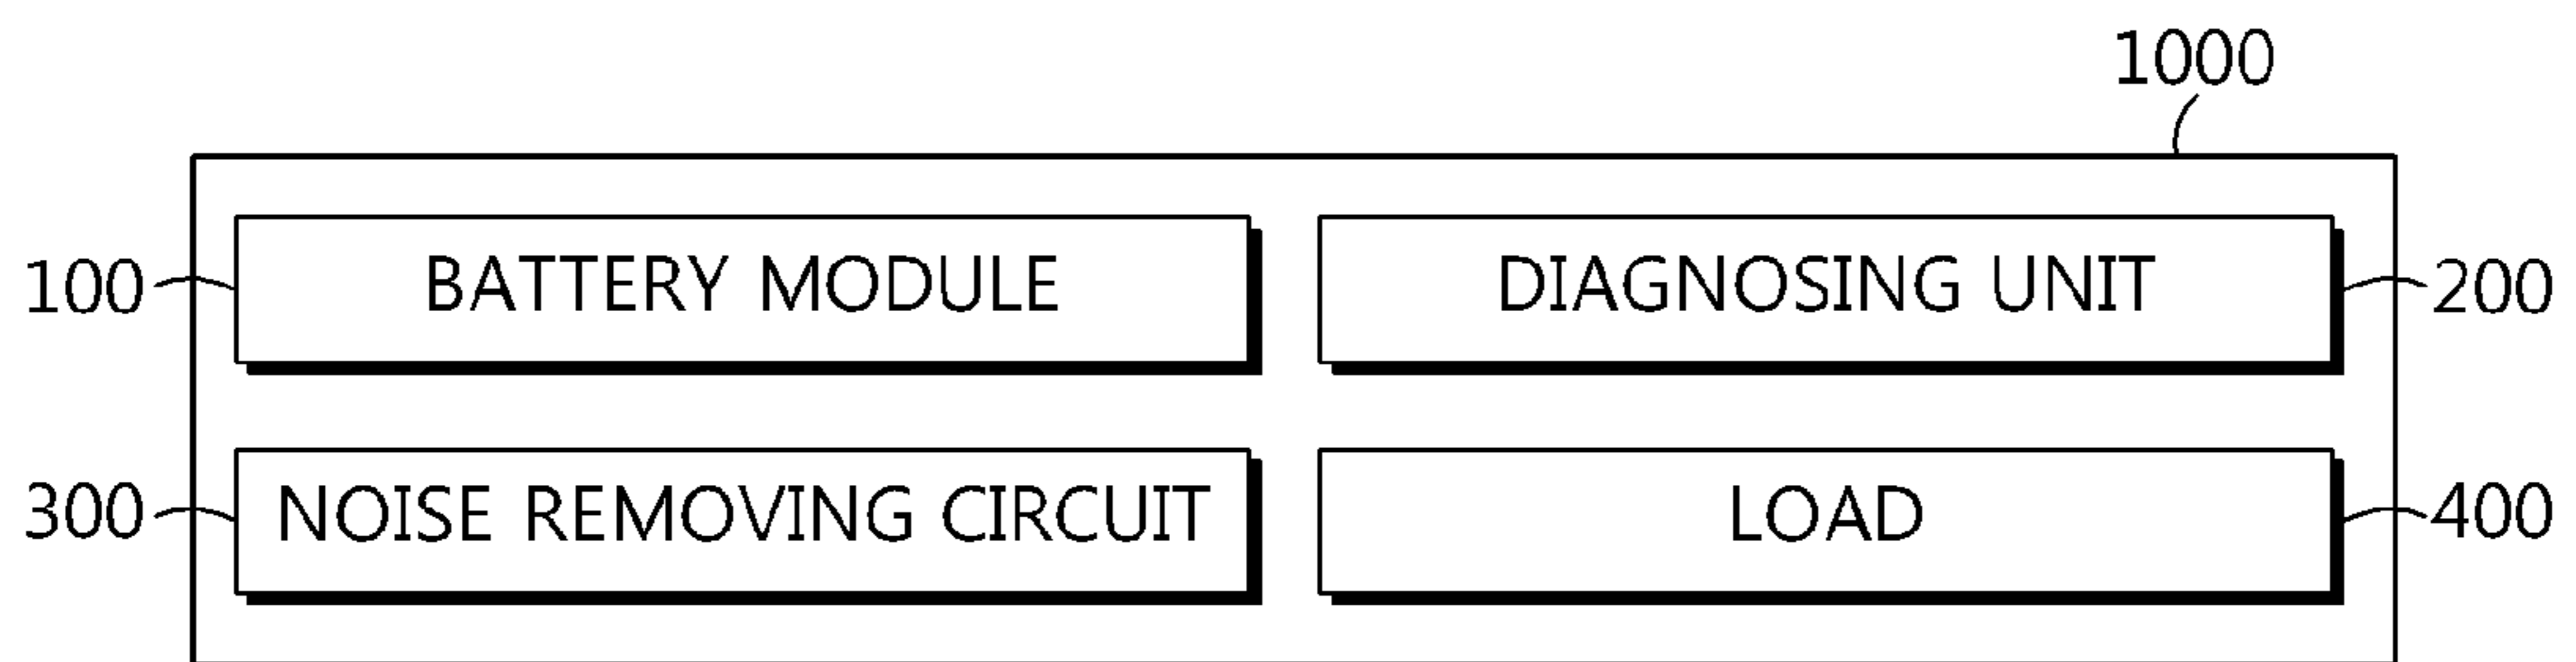 1000
100 BATTERY MODULE DIAGNOSING UNIT 200
300 NOISE REMOVING CIRCUIT LOAD 400